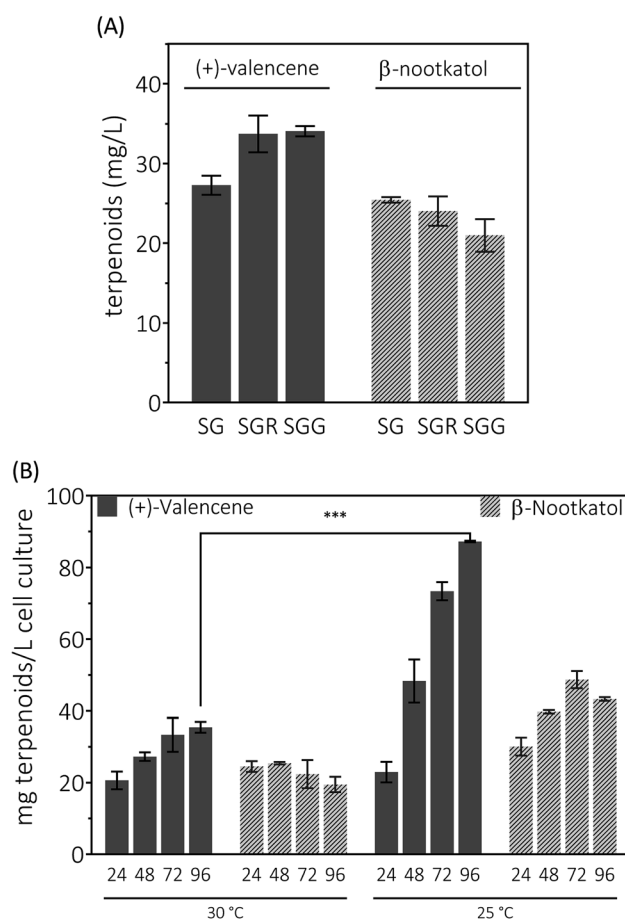 (A)
(+)-valencene β-nootkatol
terpenoids (mg/L)
40
30
20
10
0
SG SGR SGG SG SGR SGG
(B)
(+)-Valencene *** β-Nootkatol
mg terpenoids/L cell culture
100
80
60
40
20
0
24 48 72 96 24 48 72 96 24 48 72 96 24 48 72 96
30 °C 25 °C